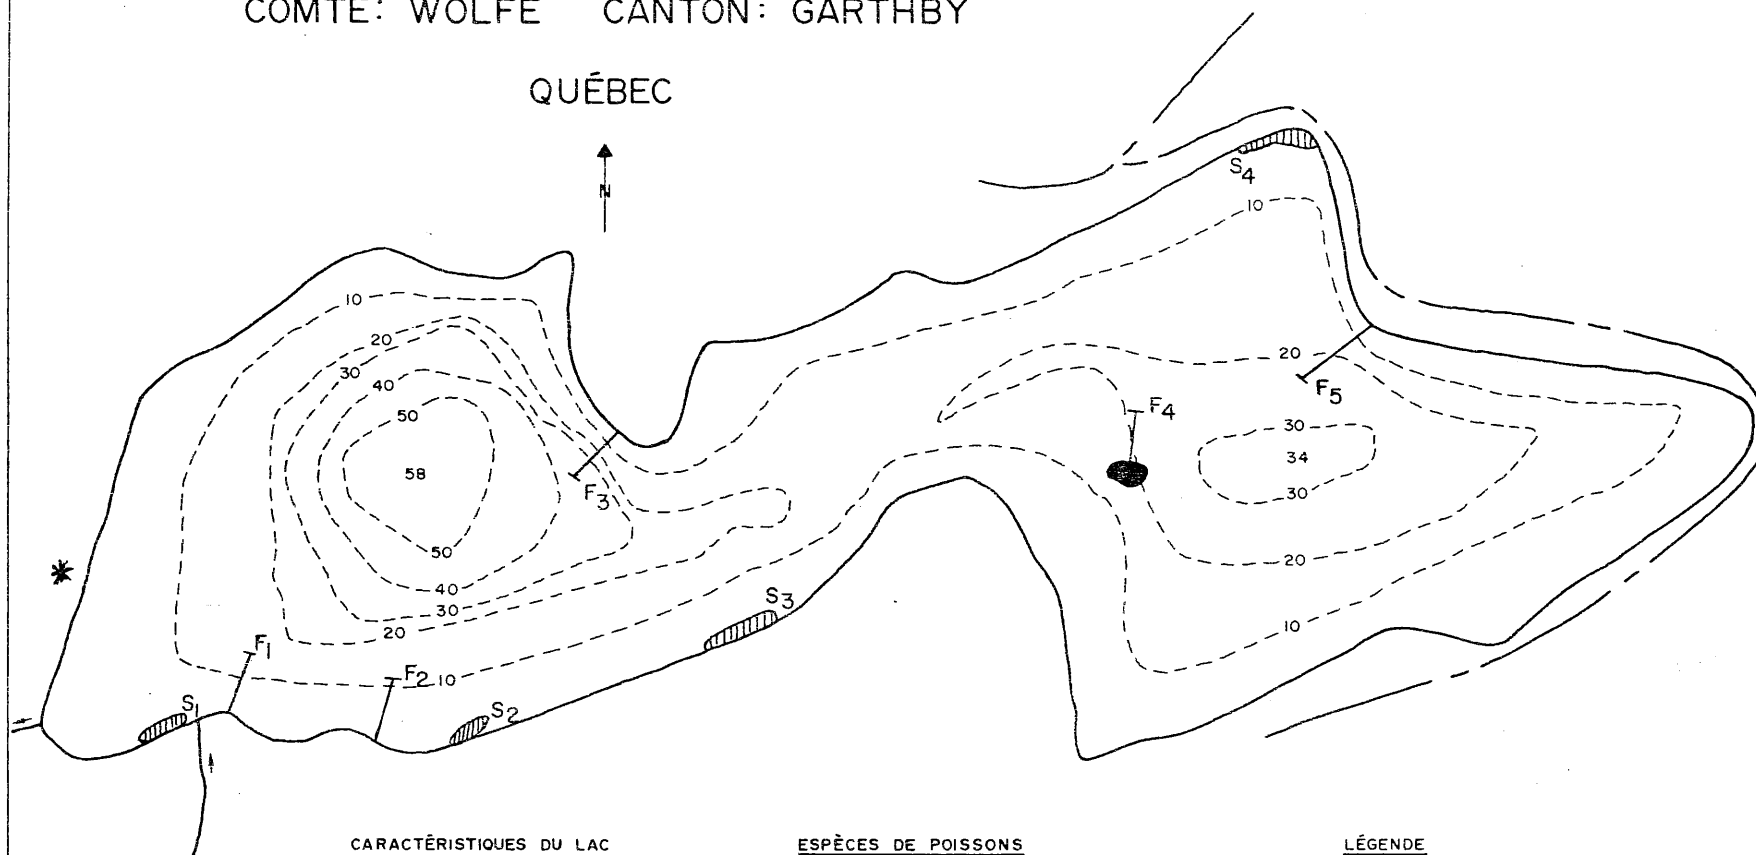 COMTÉ: WOLFE CANTON: GARTHBY
QUÉBEC
N
S4
10
10
20
30
40
50
58
50
40
30
20
10
F3
20
F5
F4
30
34
30
20
10
S3
F1
F2
S1
S2
CARACTÉRISTIQUES DU LAC ESPÈCES DE POISSONS LÉGENDE